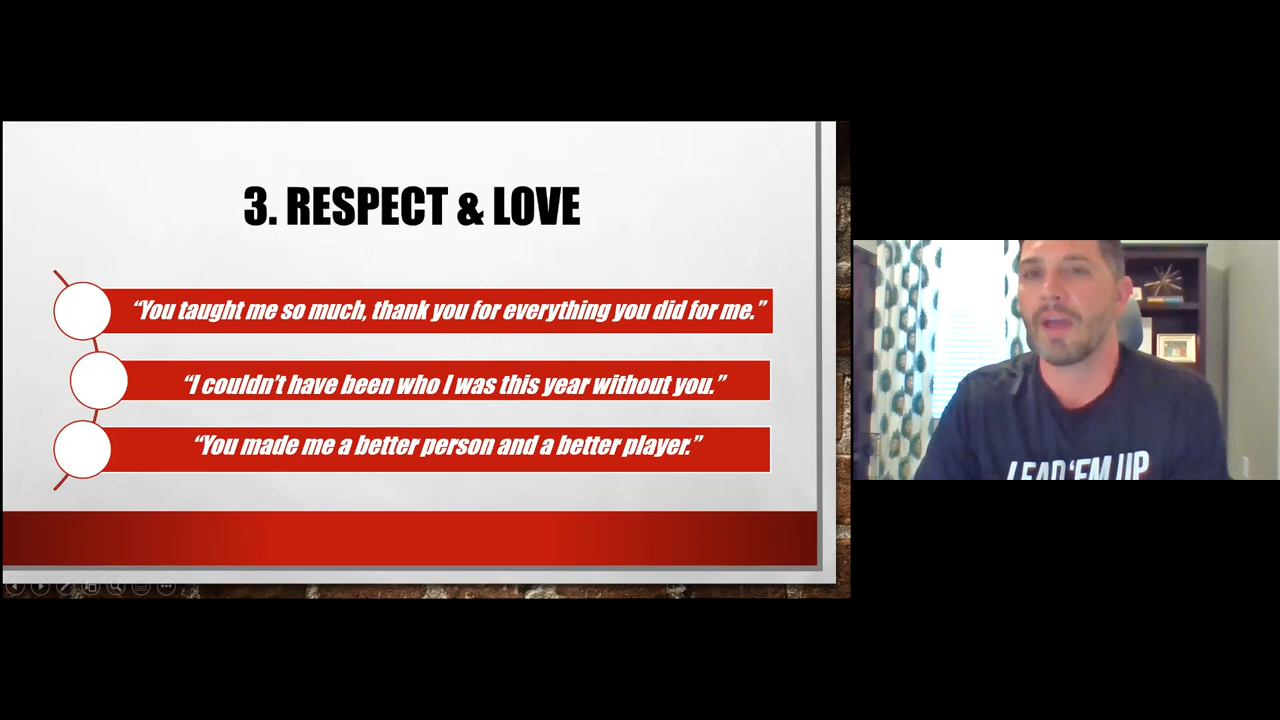 3. RESPECT & LOVE
“You taught me so much, thank you for everything you did for me.”
“I couldn’t have been who I was this year without you.”
“You made me a better person and a better player.”
LEAD ‘EM UP